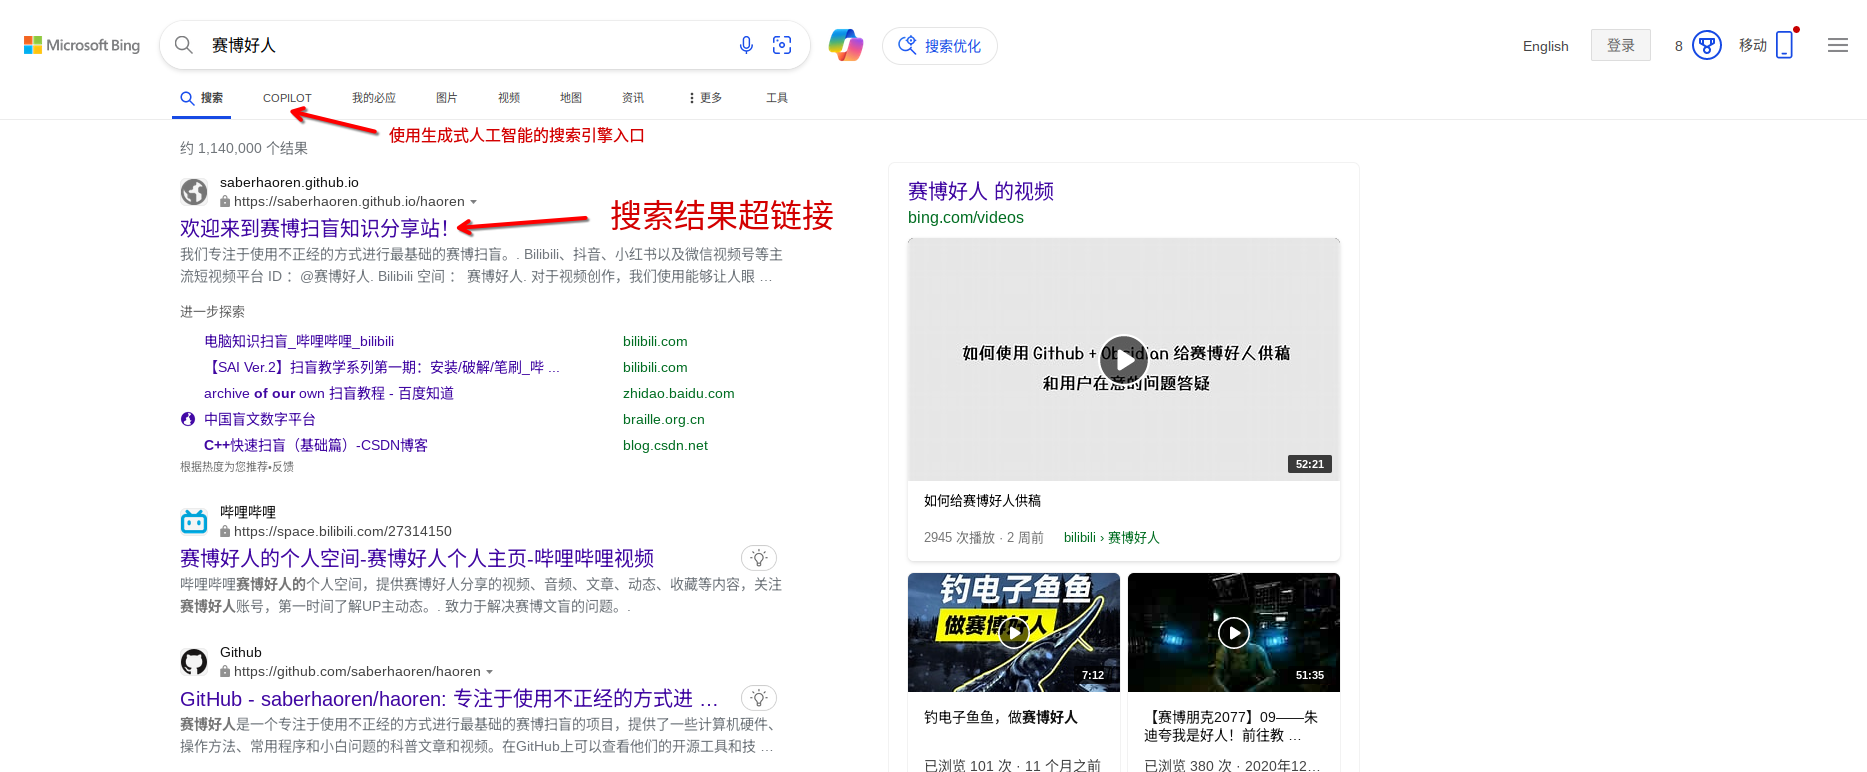 Microsoft Bing
赛博好人
搜索优化
English
登录
8
移动
搜索
COPILOT
我的必应
图片
视频
地图
资讯
更多
工具
使用生成式人工智能的搜索引擎入口
约 1,140,000 个结果
saberhaoren.github.io
https://saberhaoren.github.io/haoren
欢迎来到赛博扫盲知识分享站！
搜索结果超链接
我们专注于使用不正经的方式进行最基础的赛博扫盲。. Bilibili、抖音、小红书以及微信视频号等主
流短视频平台 ID ： @赛博好人. Bilibili 空间 ： 赛博好人. 对于视频创作，我们使用能够让人眼 …
进一步探索
电脑知识扫盲_哔哩哔哩_bilibili
bilibili.com
【SAI Ver.2】扫盲教学系列第一期：安装/破解/笔刷_哔 ...
bilibili.com
archive of our own 扫盲教程 - 百度知道
zhidao.baidu.com
中国盲文数字平台
braille.org.cn
C++快速扫盲（基础篇）-CSDN博客
blog.csdn.net
根据热度为您推荐•反馈
哔哩哔哩
https://space.bilibili.com/27314150
赛博好人的个人空间-赛博好人个人主页-哔哩哔哩视频
哔哩哔哩赛博好人的个人空间，提供赛博好人分享的视频、音频、文章、动态、收藏等内容，关注
赛博好人账号，第一时间了解UP主动态。. 致力于解决赛博文盲的问题。.
Github
https://github.com/saberhaoren/haoren
GitHub - saberhaoren/haoren: 专注于使用不正经的方式进 …
赛博好人是一个专注于使用不正经的方式进行最基础的赛博扫盲的项目，提供了一些计算机硬件、
操作方法、常用程序和小白问题的科普文章和视频。在GitHub上可以查看他们的开源工具和技 …
赛博好人 的视频
bing.com/videos
如何使用 Github + Obsidian 给赛博好人供稿
和用户在意的问题答疑
52:21
如何给赛博好人供稿
2945 次播放 · 2 周前
bilibili › 赛博好人
钓电子鱼鱼
做赛博好人
7:12
51:35
钓电子鱼鱼，做赛博好人
【赛博朋克2077】09——朱
迪夸我是好人！前往教 …
已浏览 101 次 · 11 个月之前
已浏览 380 次 · 2020年12…